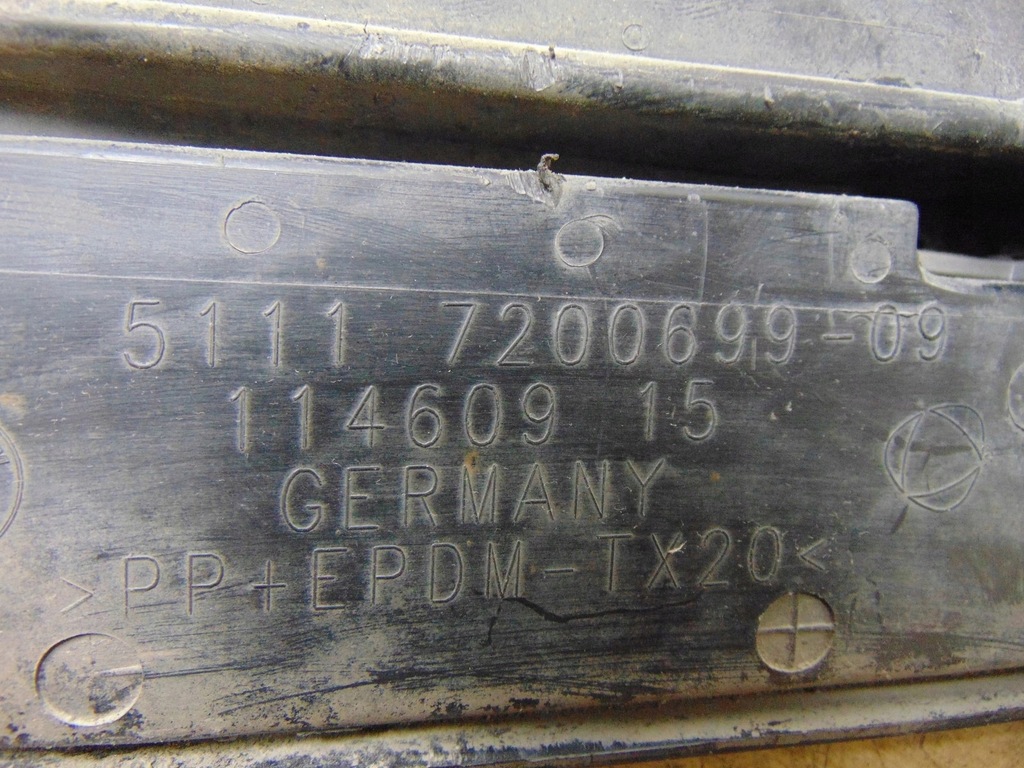 5111 7200699-09
114609 15
GERMANY
>PP+EPDM-TX20<